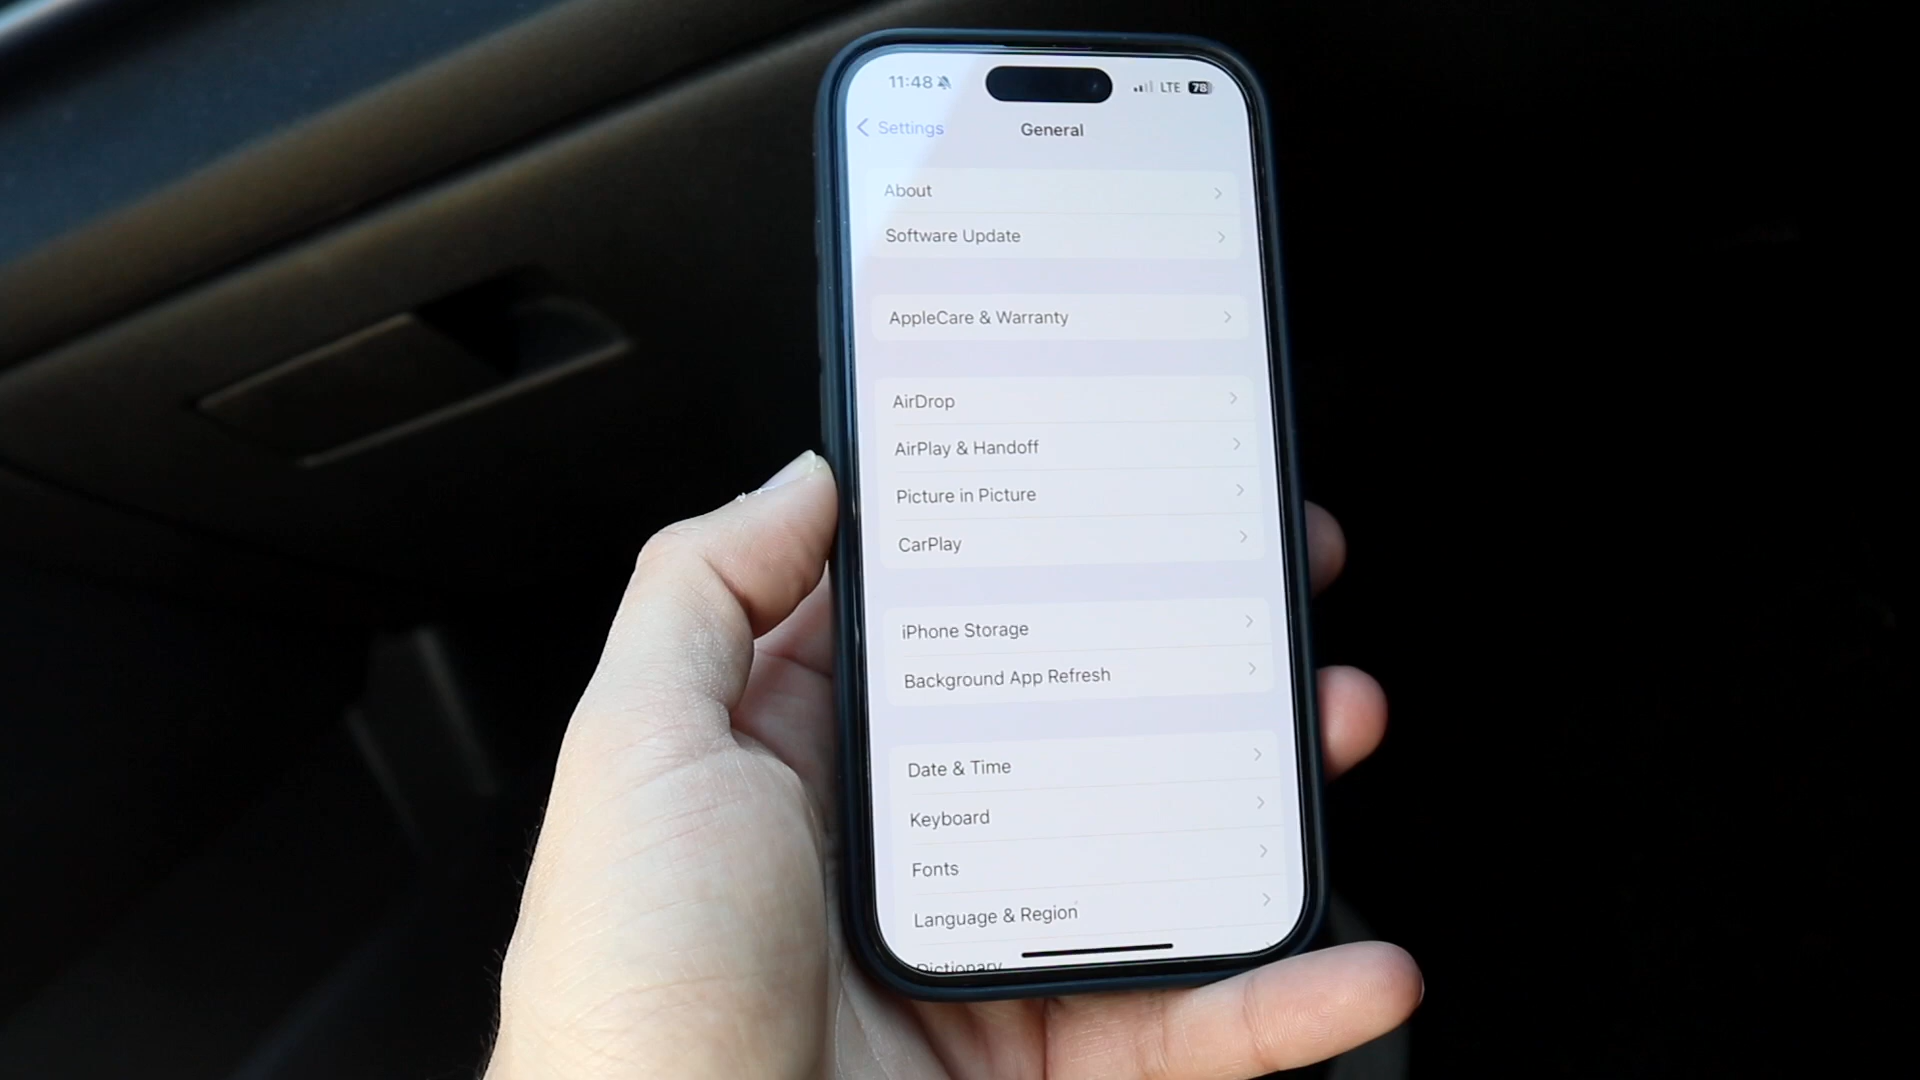 11:48 LTE 78
Settings General
About
Software Update
AppleCare & Warranty
AirDrop
AirPlay & Handoff
Picture in Picture
CarPlay
iPhone Storage
Background App Refresh
Date & Time
Keyboard
Fonts
Language & Region
Dictionary